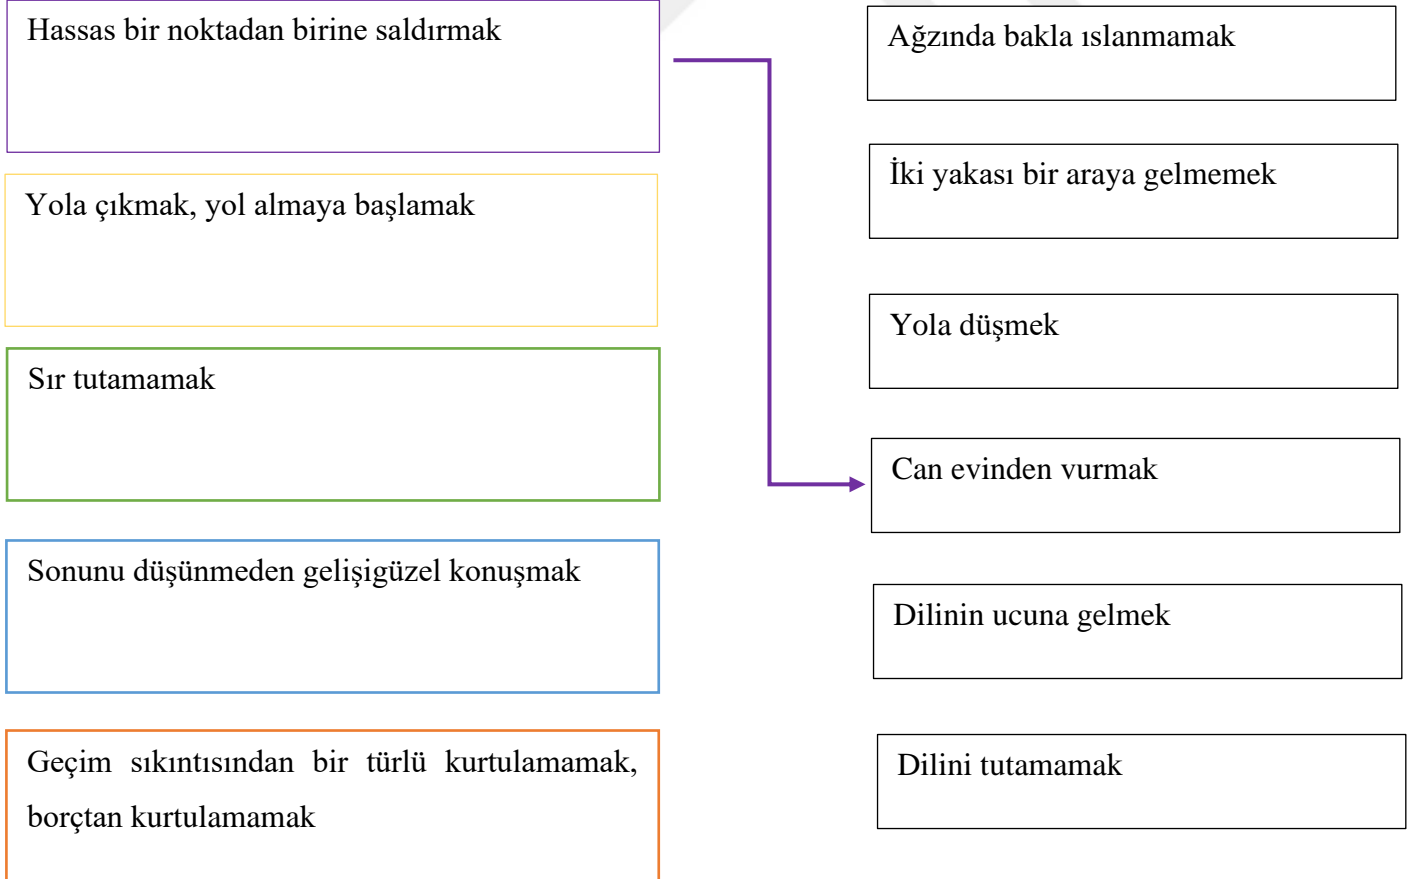 Hassas bir noktadan birine saldırmak
Yola çıkmak, yol almaya başlamak
Sır tutamamak
Sonunu düşünmeden gelişigüzel konuşmak
Geçim sıkıntısından bir türlü kurtulamamak,
borçtan kurtulamamak
Ağzında bakla ıslanmamak
İki yakası bir araya gelmemek
Yola düşmek
Can evinden vurmak
Dilinin ucuna gelmek
Dilini tutamamak